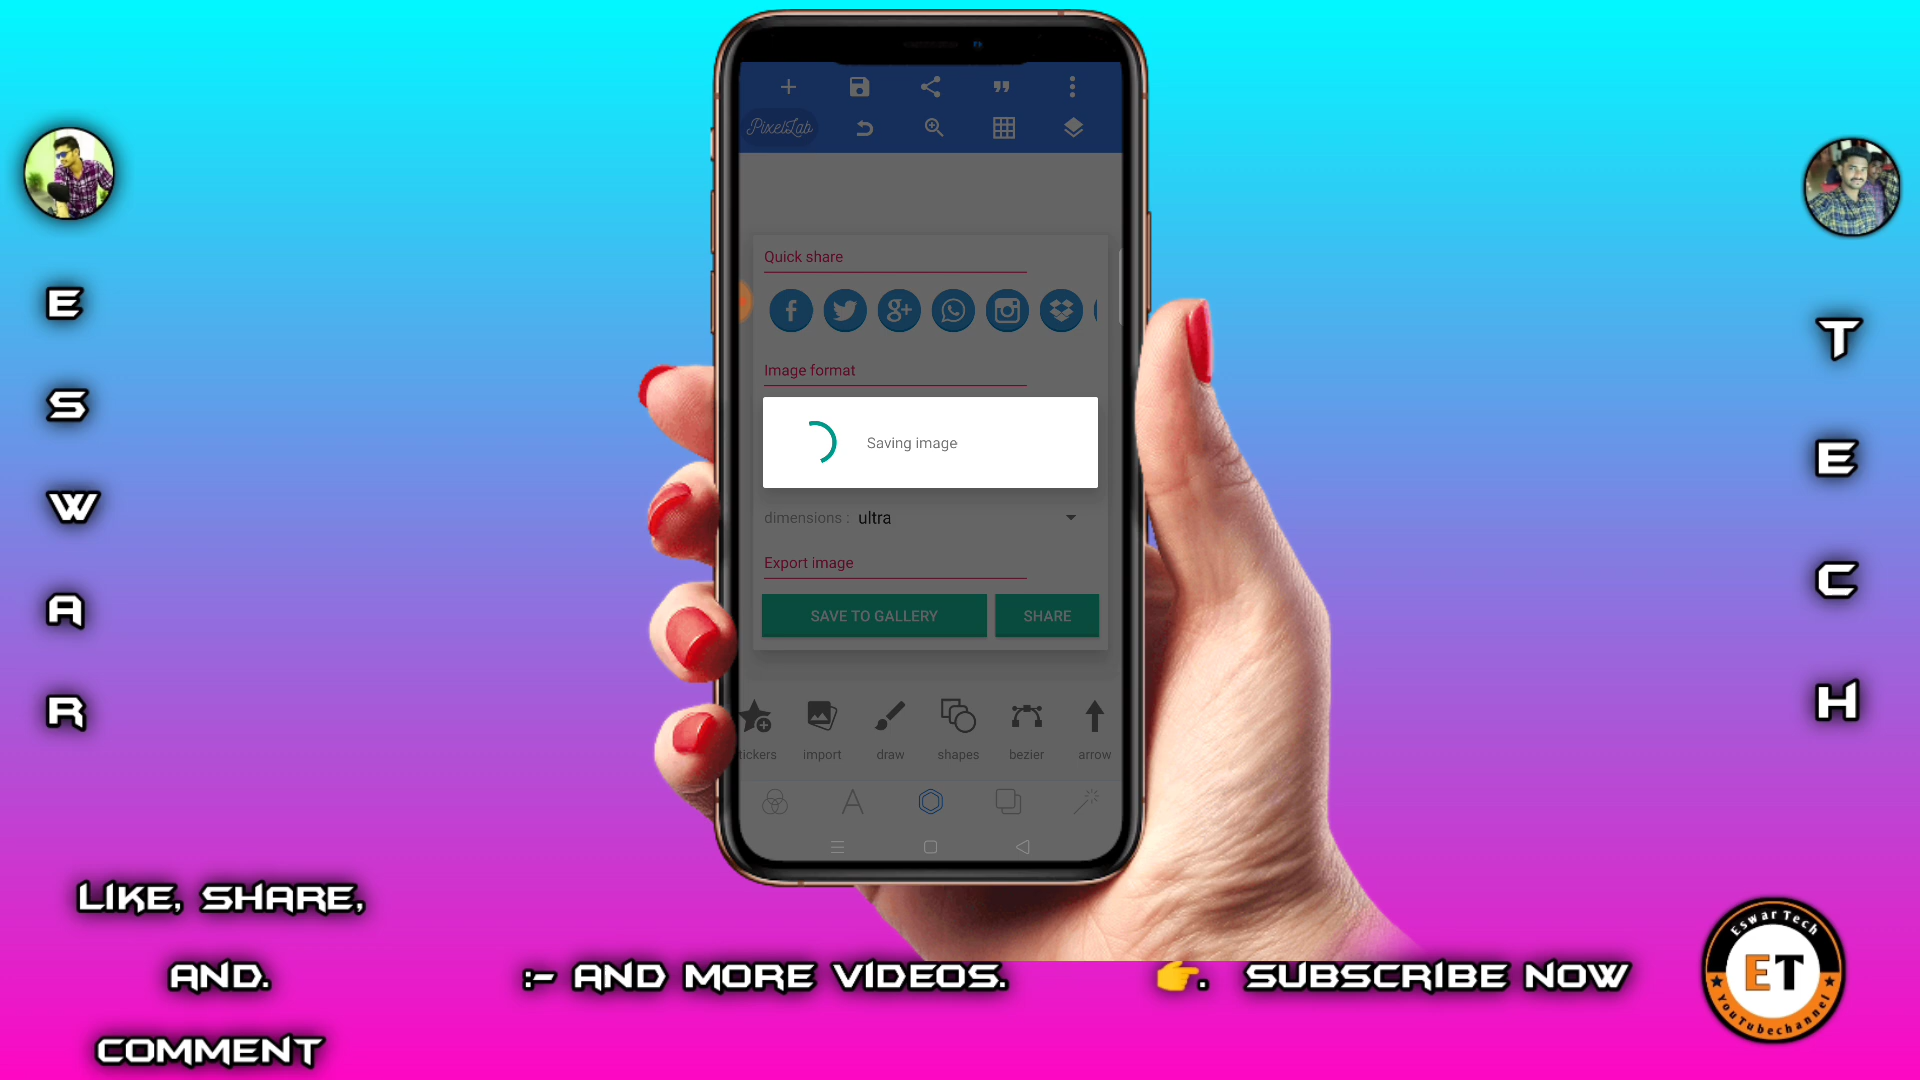 PixelLab
Quick share
Image format
Saving image
dimensions : ultra
Export image
SAVE TO GALLERY SHARE
tickers import draw shapes bezier arrow
E
S
W
A
R
T
E
C
H
LIKE, SHARE,
AND.
COMMENT
:- AND MORE VIDEOS.
👉. SUBSCRIBE NOW
Eswar Tech
ET
YouTubechannel